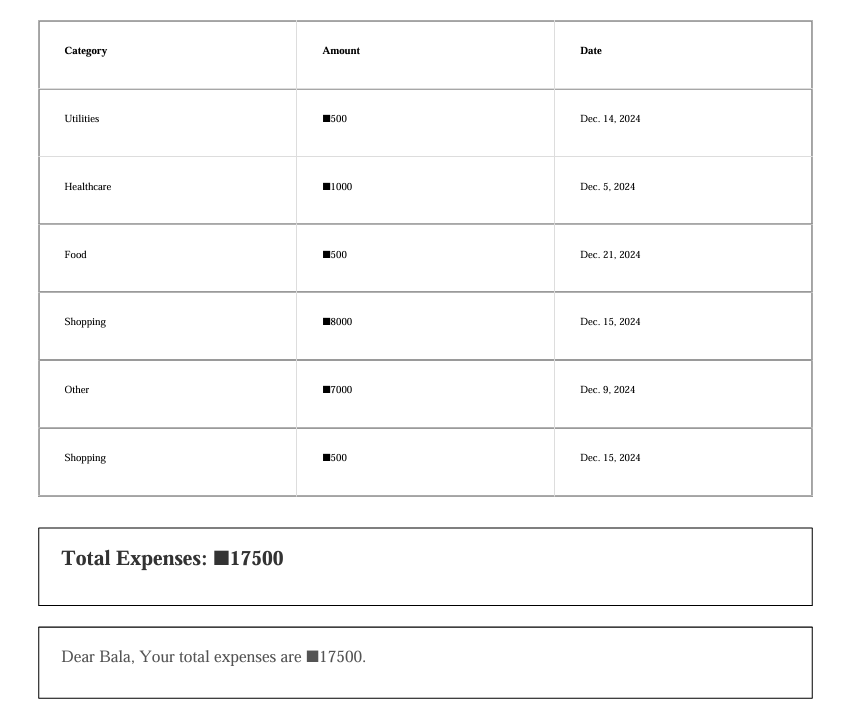 Category Amount Date
Utilities ■500 Dec. 14, 2024
Healthcare ■1000 Dec. 5, 2024
Food ■500 Dec. 21, 2024
Shopping ■8000 Dec. 15, 2024
Other ■7000 Dec. 9, 2024
Shopping ■500 Dec. 15, 2024
Total Expenses: ■17500
Dear Bala, Your total expenses are ■17500.